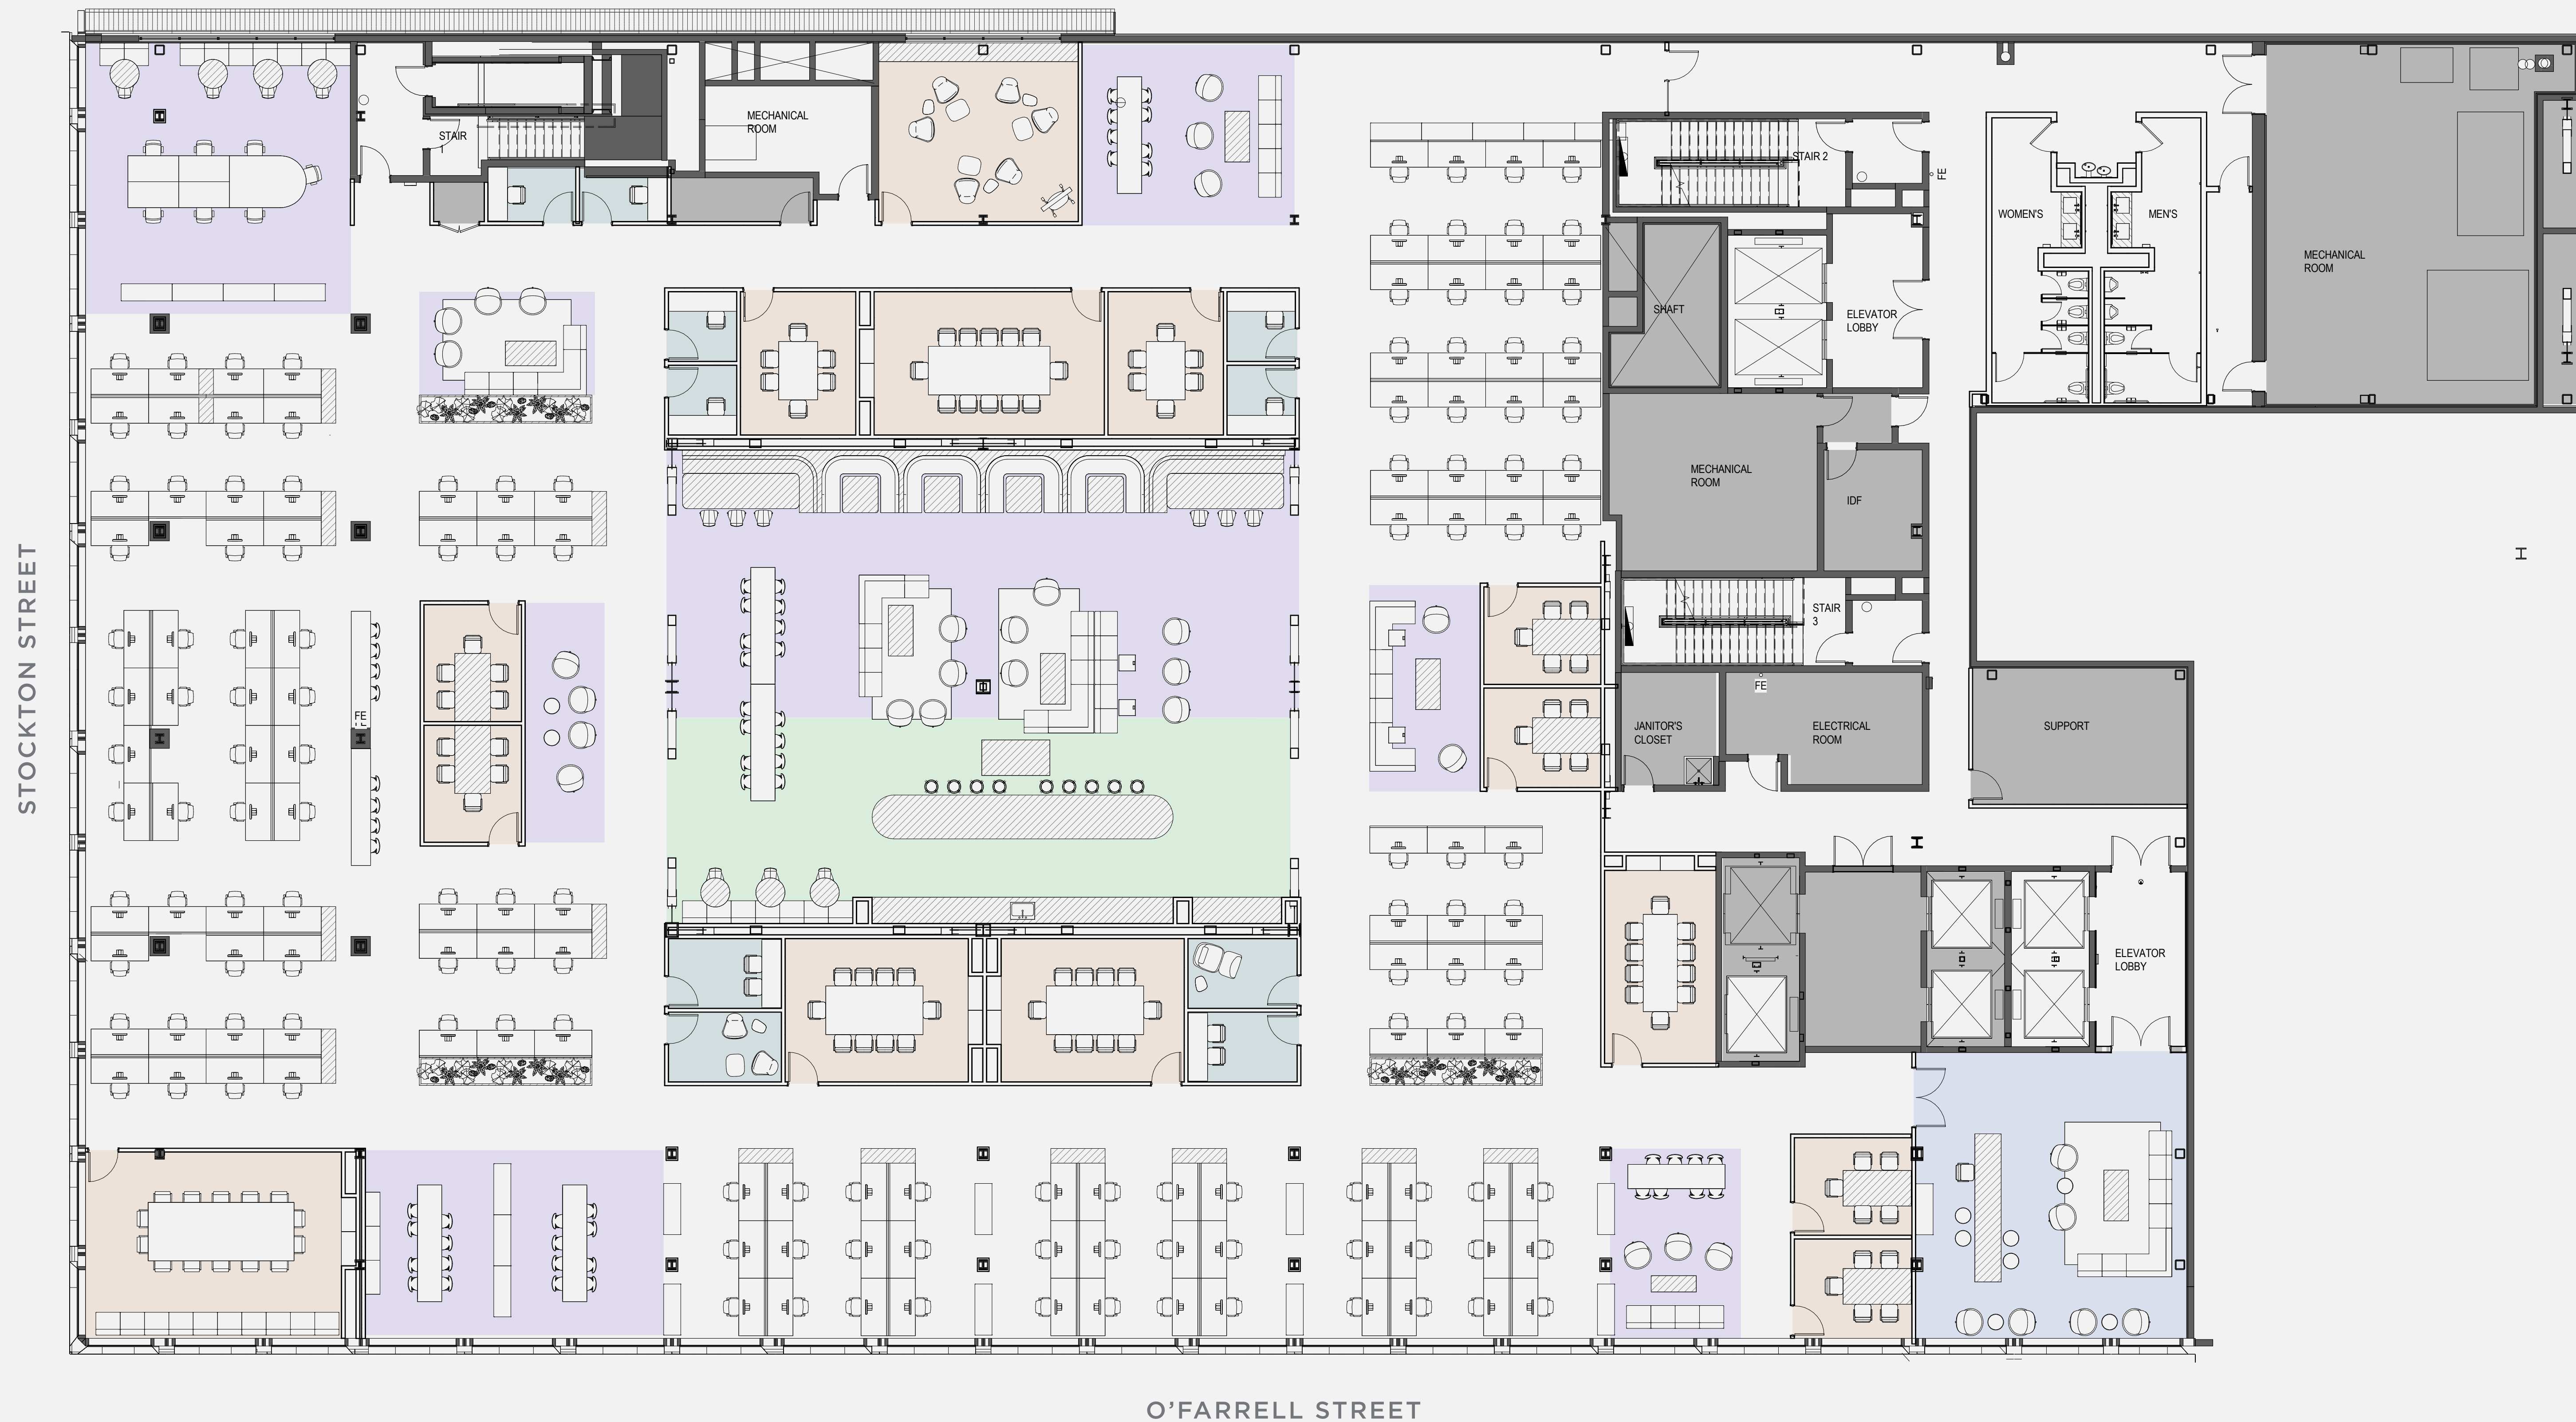 STAIR
1
MECHANICAL
ROOM
STAIR 2
FE
WOMEN'S
MEN'S
MECHANICAL
ROOM
SHAFT
ELEVATOR
LOBBY
MECHANICAL
ROOM
IDF
STAIR
3
FE
FE
JANITOR'S
CLOSET
ELECTRICAL
ROOM
SUPPORT
ELEVATOR
LOBBY
STOCKTON STREET
O'FARRELL STREET